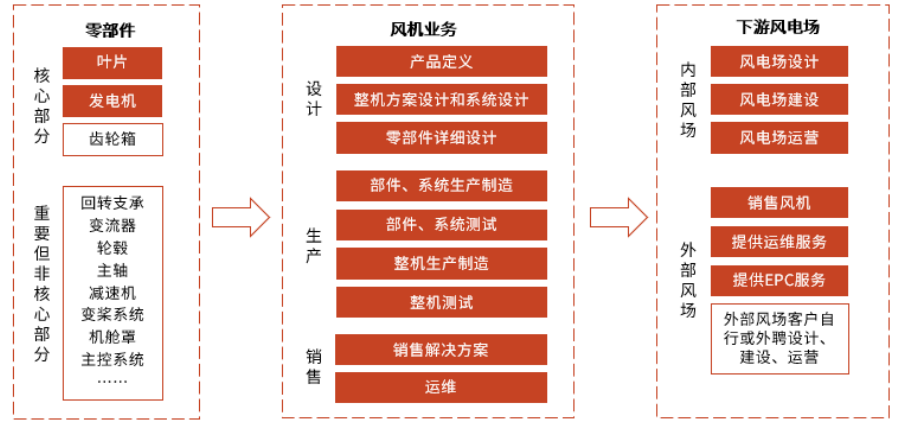 零部件
核心部分
叶片
发电机
齿轮箱
重要但非核心部分
回转支承
变流器
轮毂
主轴
减速机
变桨系统
机舱罩
主控系统
……
风机业务
设计
产品定义
整机方案设计和系统设计
零部件详细设计
生产
部件、系统生产制造
部件、系统测试
整机生产制造
整机测试
销售
销售解决方案
运维
下游风电场
内部风场
风电场设计
风电场建设
风电场运营
外部风场
销售风机
提供运维服务
提供EPC服务
外部风场客户自
行或外聘设计、
建设、运营